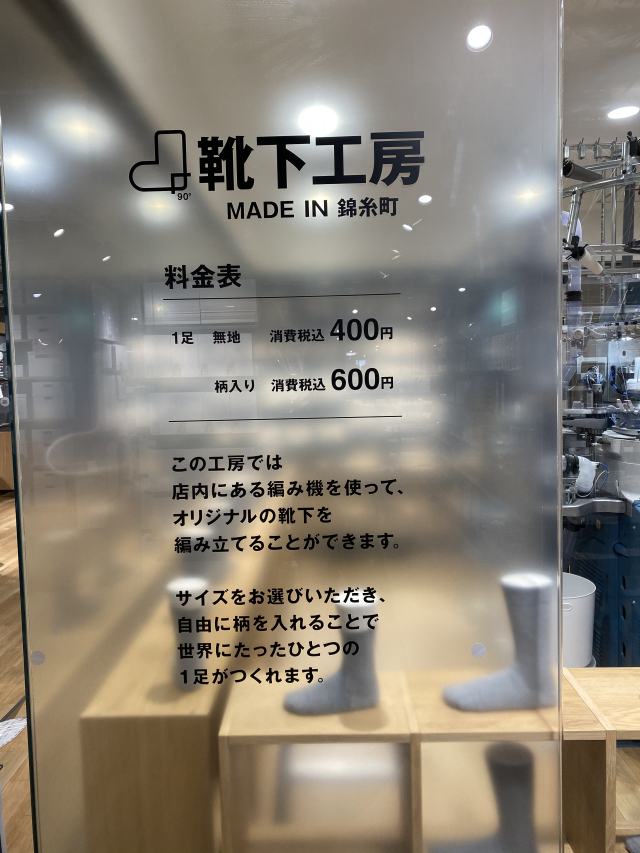 靴下工房
90°
MADE IN 錦糸町
料金表
1足 無地 消費税込 400円
柄入り 消費税込 600円
この工房では
店内にある編み機を使って、
オリジナルの靴下を
編み立てることができます。
サイズをお選びいただき、
自由に柄を入れることで
世界にたったひとつの
1足がつくれます。